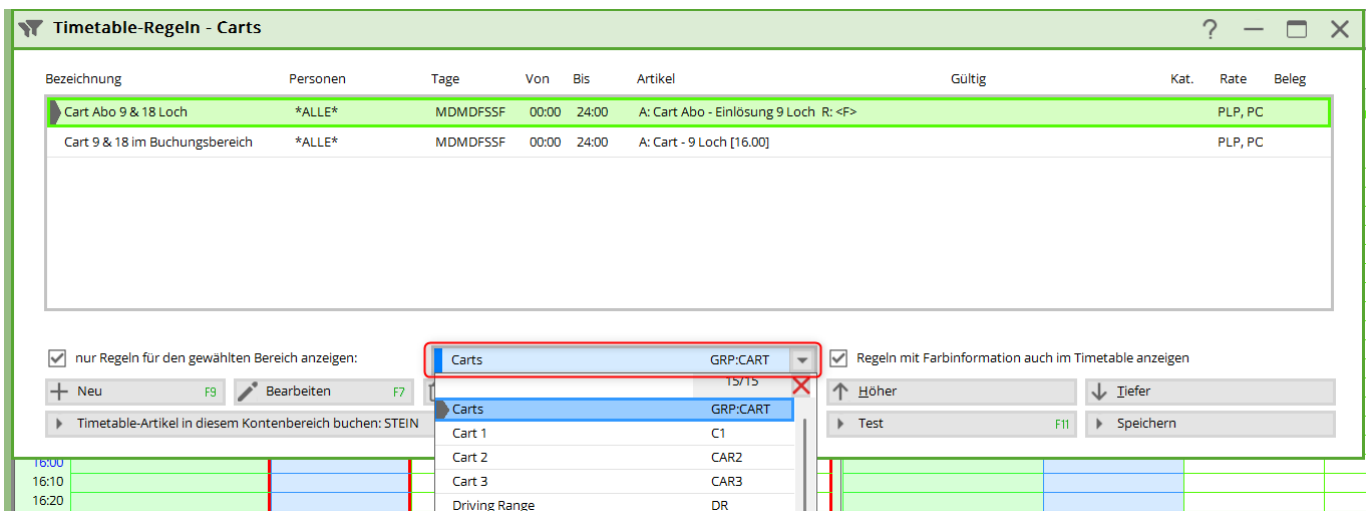 Timetable-Regeln - Carts ?
Bezeichnung Personen Tage Von Bis Artikel Gültig Kat. Rate Beleg
Cart Abo 9 & 18 Loch *ALLE* MDMDFSSF 00:00 24:00 A: Cart Abo - Einlösung 9 Loch R: <F> PLP, PC
Cart 9 & 18 im Buchungsbereich *ALLE* MDMDFSSF 00:00 24:00 A: Cart - 9 Loch [16.00] PLP, PC
nur Regeln für den gewählten Bereich anzeigen: Carts GRP:CART Regeln mit Farbinformation auch im Timetable anzeigen
Neu F9 Bearbeiten F7 15/15 Höher Tiefer
Carts GRP:CART
Timetable-Artikel in diesem Kontenbereich buchen: STEIN Test F11 Speichern
Cart 1 C1
Cart 2 CAR2
16:00
Cart 3 CAR3
16:10
Driving Range DR
16:20